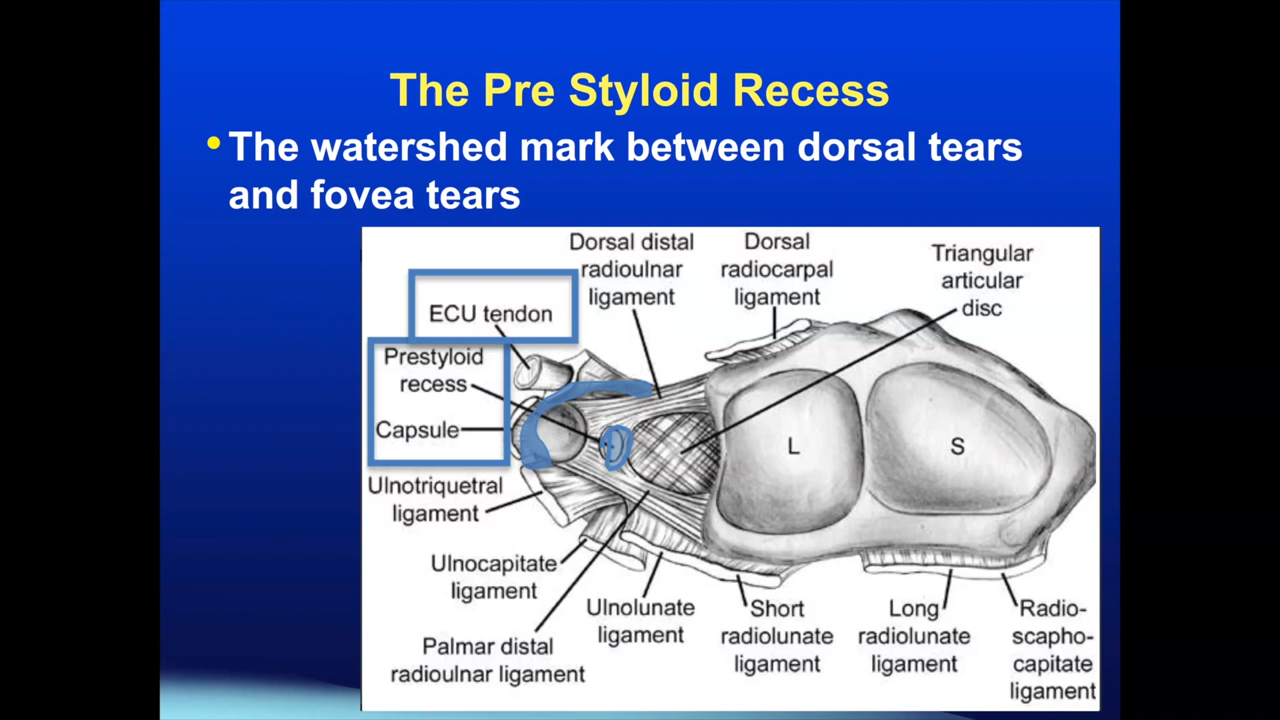 The Pre Styloid Recess
• The watershed mark between dorsal tears
and fovea tears
Dorsal distal
radioulnar
ligament
Dorsal
radiocarpal
ligament
Triangular
articular
disc
ECU tendon
Prestyloid
recess
Capsule
L
S
Ulnotriquetral
ligament
Ulnocapitate
ligament
Palmar distal
radioulnar ligament
Ulnolunate
ligament
Short
radiolunate
ligament
Long
radiolunate
ligament
Radio-
scapho-
capitate
ligament